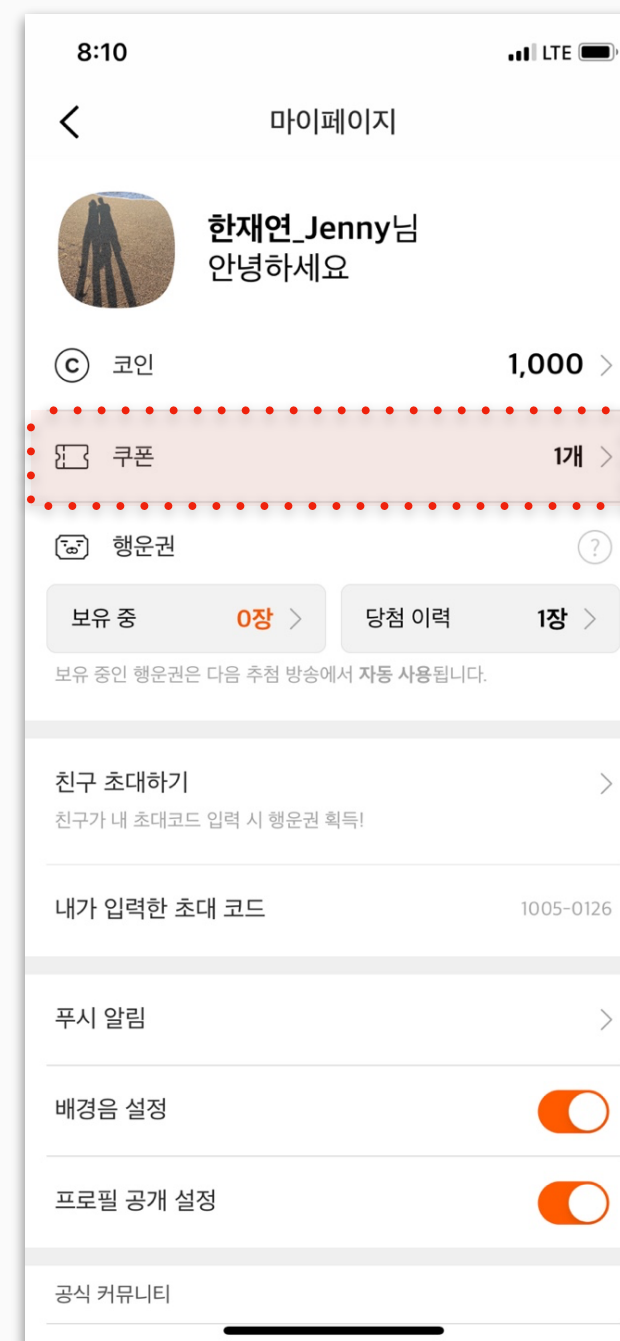 8:10 LTE
마이페이지
한재연_Jenny님
안녕하세요
C 코인 1,000
쿠폰 1개
행운권 ?
보유 중 0장 당첨 이력 1장
보유 중인 행운권은 다음 추첨 방송에서 자동 사용됩니다.
친구 초대하기
친구가 내 초대코드 입력 시 행운권 획득!
내가 입력한 초대 코드 1005-0126
푸시 알림
배경음 설정
프로필 공개 설정
공식 커뮤니티